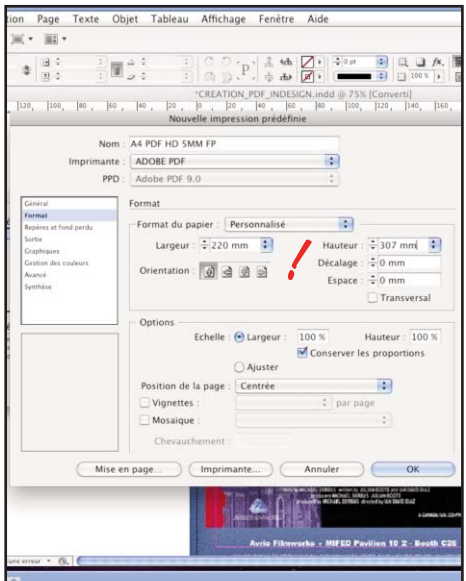 tion Page Texte Objet Tableau Affichage Fenêtre Aide
0 pt
100 %
*CREATION_PDF_INDESIGN.indd @ 75% [Converti]
120 100 80 60 40 20 0 20 40 60 80 100 120 140 160
Nouvelle impression prédéfinie
Nom : A4 PDF HD 5MM FP
Imprimante : ADOBE PDF
PPD : Adobe PDF 9.0
Général
Format
Repères et fond perdu
Sortie
Graphiques
Gestion des couleurs
Avancé
Synthèse
Format
Format du papier : Personnalisé
Largeur : 220 mm Hauteur : 307 mm
Orientation : Décalage : 0 mm
Espace : 0 mm
Transversal
Options
Echelle : Largeur : 100 % Hauteur : 100 %
Conserver les proportions
Ajuster
Position de la page : Centrée
Vignettes : par page
Mosaïque :
Chevauchement :
Mise en page... Imprimante... Annuler OK
Avrio Filmworks - MIFED Pavilion 10 2 - Booth C26
une erreur